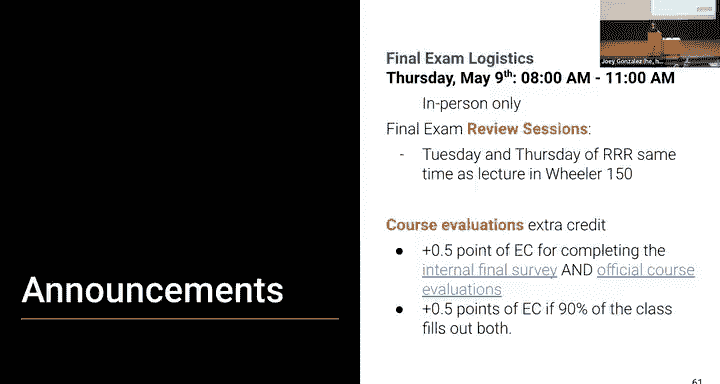 Announcements
Final Exam Logistics
Thursday, May 9th: 08:00 AM - 11:00 AM
In-person only
Final Exam Review Sessions:
- Tuesday and Thursday of RRR same
time as lecture in Wheeler 150
Course evaluations extra credit
● +0.5 point of EC for completing the
internal final survey AND official course
evaluations
● +0.5 points of EC if 90% of the class
fills out both.
Joey Gonzalez (he, h...
61